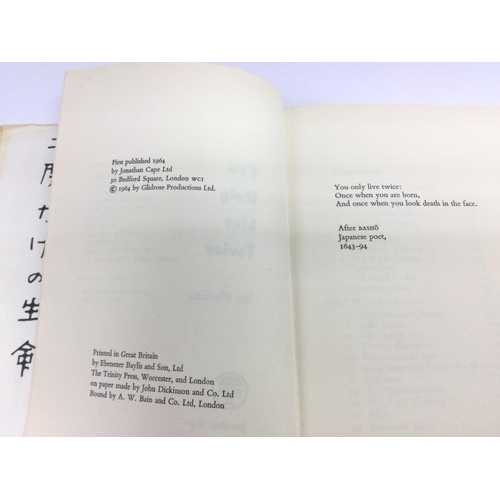 二度だけの生命
First published 1964
by Jonathan Cape Ltd
30 Bedford Square, London WC1
© 1964 by Glidrose Productions Ltd.
Printed in Great Britain
by Ebenezer Baylis and Son, Ltd
The Trinity Press, Worcester, and London
on paper made by John Dickinson and Co. Ltd
Bound by A. W. Bain and Co. Ltd, London
You only live twice:
Once when you are born,
And once when you look death in the face.
After BASHŌ
Japanese poet,
1643–94